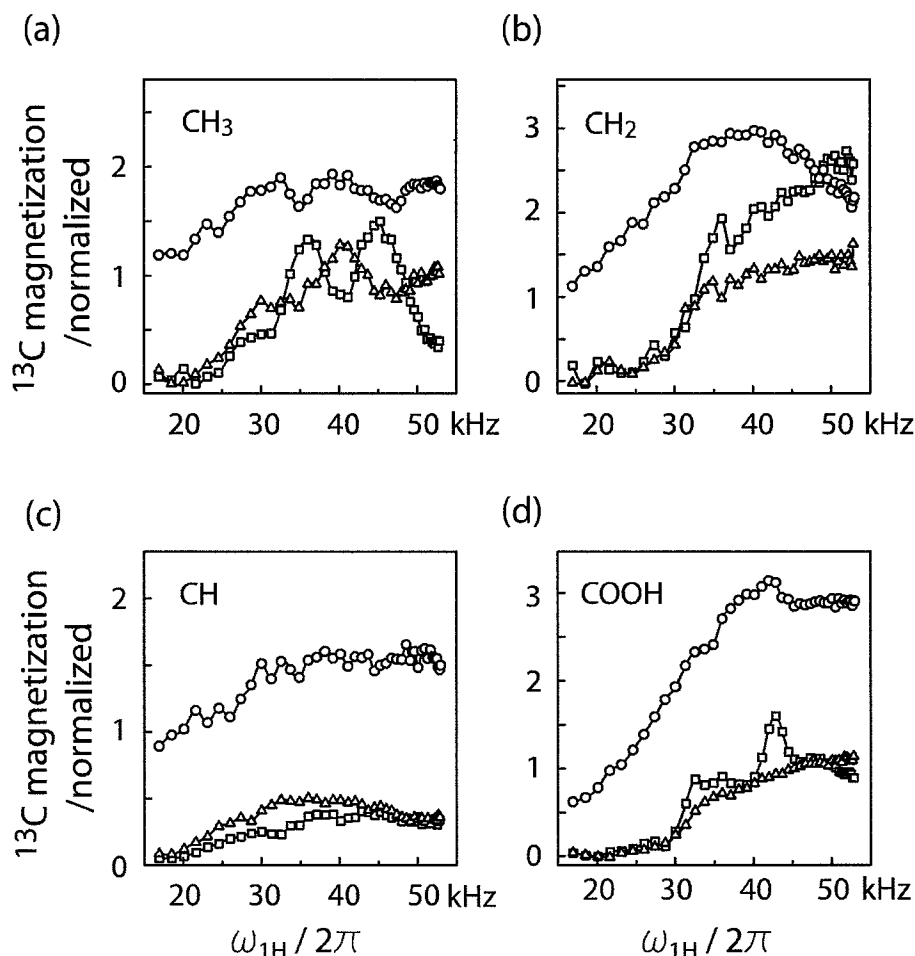 (a)
(b)
¹³C magnetization
/normalized
CH₃
2
1
0
20 30 40 50 kHz
CH₂
3
2
1
0
20 30 40 50 kHz
(c)
(d)
¹³C magnetization
/normalized
CH
2
1
0
20 30 40 50 kHz
ω₁H / 2π
COOH
3
2
1
0
20 30 40 50 kHz
ω₁H / 2π